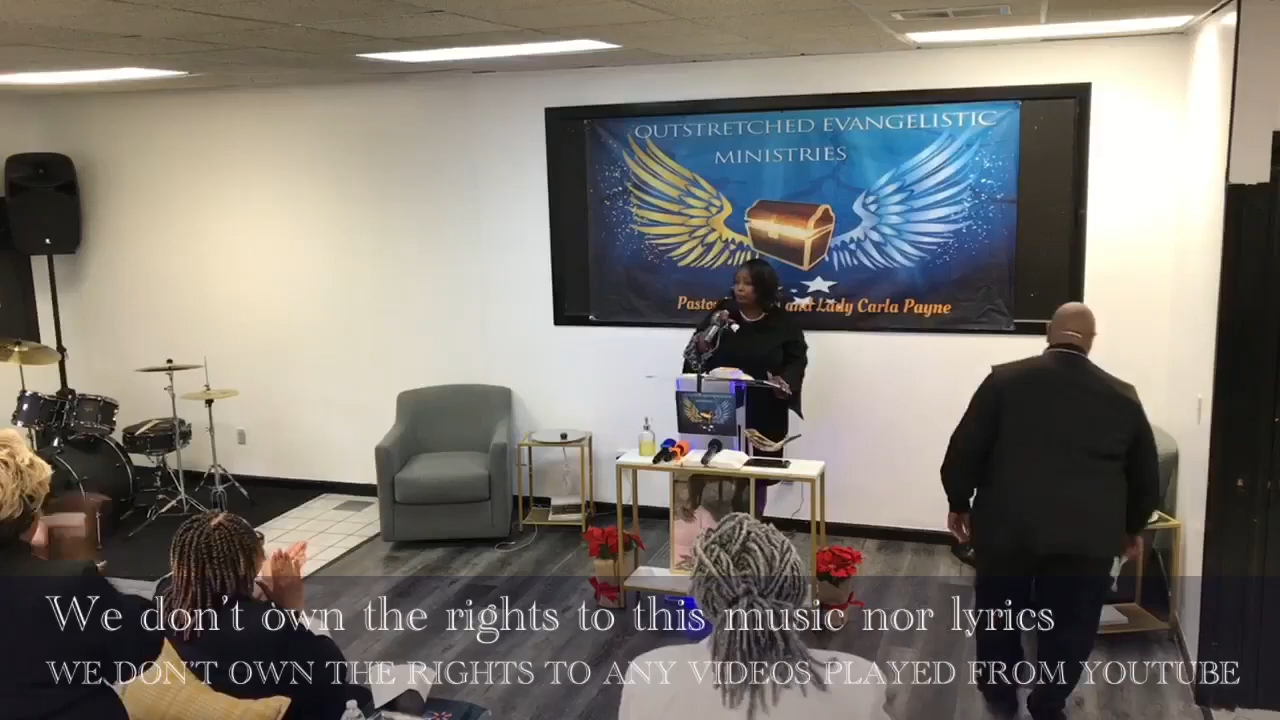 OUTSTRETCHED EVANGELISTIC
MINISTRIES
Lady Carla Payne
We don't own the rights to this music nor lyrics
WE DON'T OWN THE RIGHTS TO ANY VIDEOS PLAYED FROM YOUTUBE